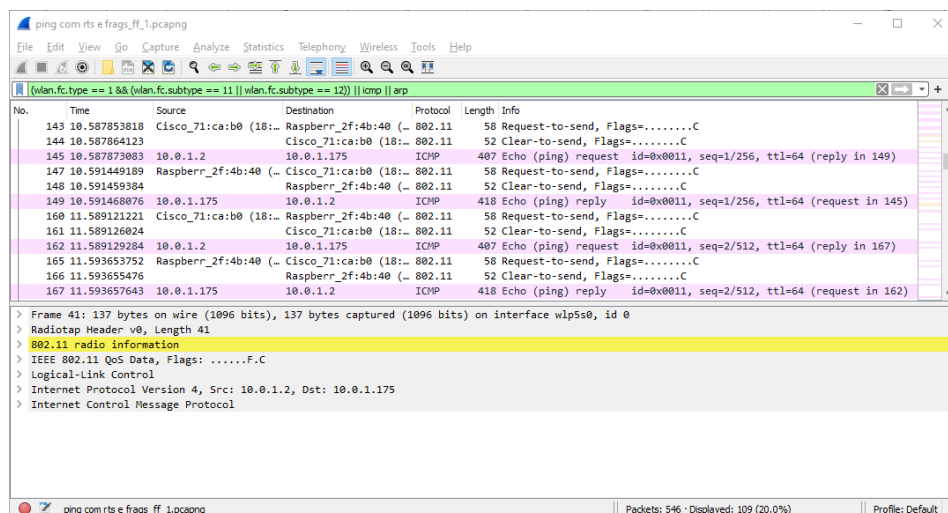 ping com rts e frags_ff_1.pcapng
File Edit View Go Capture Analyze Statistics Telephony Wireless Tools Help
(wlan.fc.type == 1 && (wlan.fc.subtype == 11 || wlan.fc.subtype == 12)) || icmp || arp
No. Time Source Destination Protocol Length Info
143 10.587853818 Cisco_71:ca:b0 (18:… Raspberr_2f:4b:40 (… 802.11 58 Request-to-send, Flags=........C
144 10.587864123 Cisco_71:ca:b0 (18:… 802.11 52 Clear-to-send, Flags=........C
145 10.587873083 10.0.1.2 10.0.1.175 ICMP 407 Echo (ping) request id=0x0011, seq=1/256, ttl=64 (reply in 149)
147 10.591449189 Raspberr_2f:4b:40 (… Cisco_71:ca:b0 (18:… 802.11 58 Request-to-send, Flags=........C
148 10.591459384 Raspberr_2f:4b:40 (… 802.11 52 Clear-to-send, Flags=........C
149 10.591468076 10.0.1.175 10.0.1.2 ICMP 418 Echo (ping) reply id=0x0011, seq=1/256, ttl=64 (request in 145)
160 11.589121221 Cisco_71:ca:b0 (18:… Raspberr_2f:4b:40 (… 802.11 58 Request-to-send, Flags=........C
161 11.589126024 Cisco_71:ca:b0 (18:… 802.11 52 Clear-to-send, Flags=........C
162 11.589129284 10.0.1.2 10.0.1.175 ICMP 407 Echo (ping) request id=0x0011, seq=2/512, ttl=64 (reply in 167)
165 11.593653752 Raspberr_2f:4b:40 (… Cisco_71:ca:b0 (18:… 802.11 58 Request-to-send, Flags=........C
166 11.593655476 Raspberr_2f:4b:40 (… 802.11 52 Clear-to-send, Flags=........C
167 11.593657643 10.0.1.175 10.0.1.2 ICMP 418 Echo (ping) reply id=0x0011, seq=2/512, ttl=64 (request in 162)
> Frame 41: 137 bytes on wire (1096 bits), 137 bytes captured (1096 bits) on interface wlp5s0, id 0
> Radiotap Header v0, Length 41
> 802.11 radio information
> IEEE 802.11 QoS Data, Flags: ......F.C
> Logical-Link Control
> Internet Protocol Version 4, Src: 10.0.1.2, Dst: 10.0.1.175
> Internet Control Message Protocol
ping com rts e frags_ff_1.pcapng Packets: 546 · Displayed: 109 (20.0%) Profile: Default